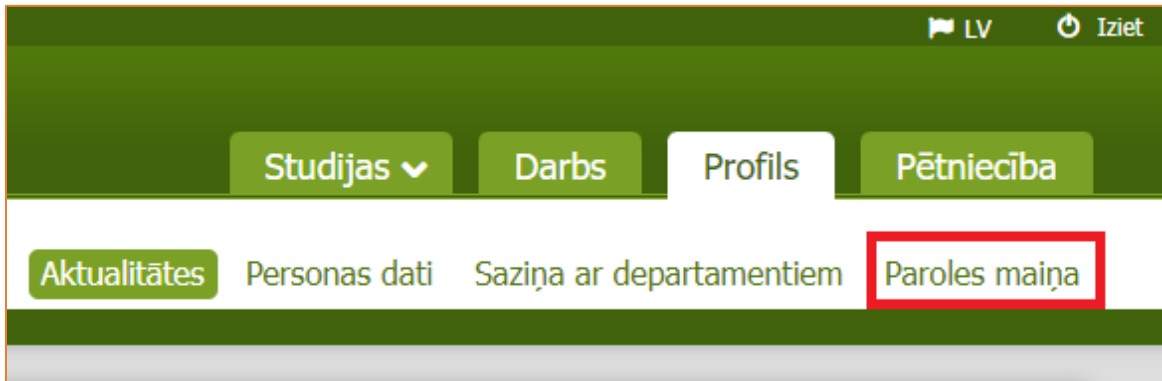 LV Iziet
Studijas Darbs Profils Pētniecība
Aktualitātes Personas dati Saziņa ar departamentiem Paroles maiņa